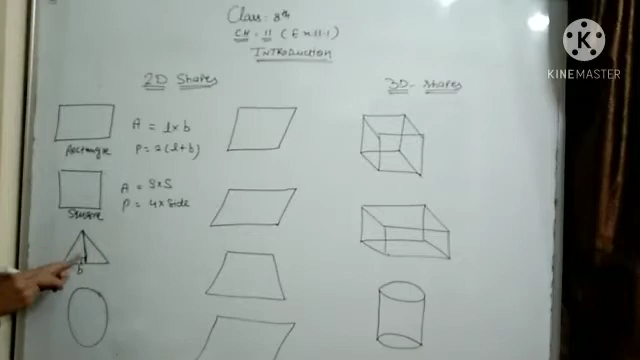 Class: 8th
CH - 11 (Ex 11.1)
INTRODUCTION
KINEMASTER
2D Shapes
3D - Shapes
A = l x b
Rectangle
P = 2(l+b)
A = S x S
P = 4 x Side
Square
b